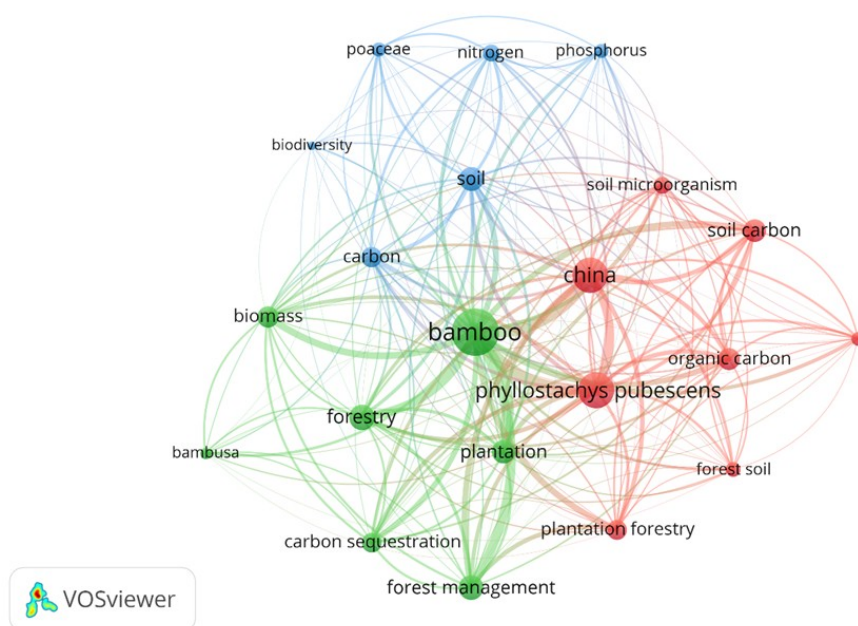 poaceae
nitrogen
phosphorus
biodiversity
soil
soil microorganism
soil carbon
carbon
china
biomass
bamboo
organic carbon
phyllostachys pubescens
forestry
plantation
bambusa
forest soil
plantation forestry
carbon sequestration
forest management
VOSviewer